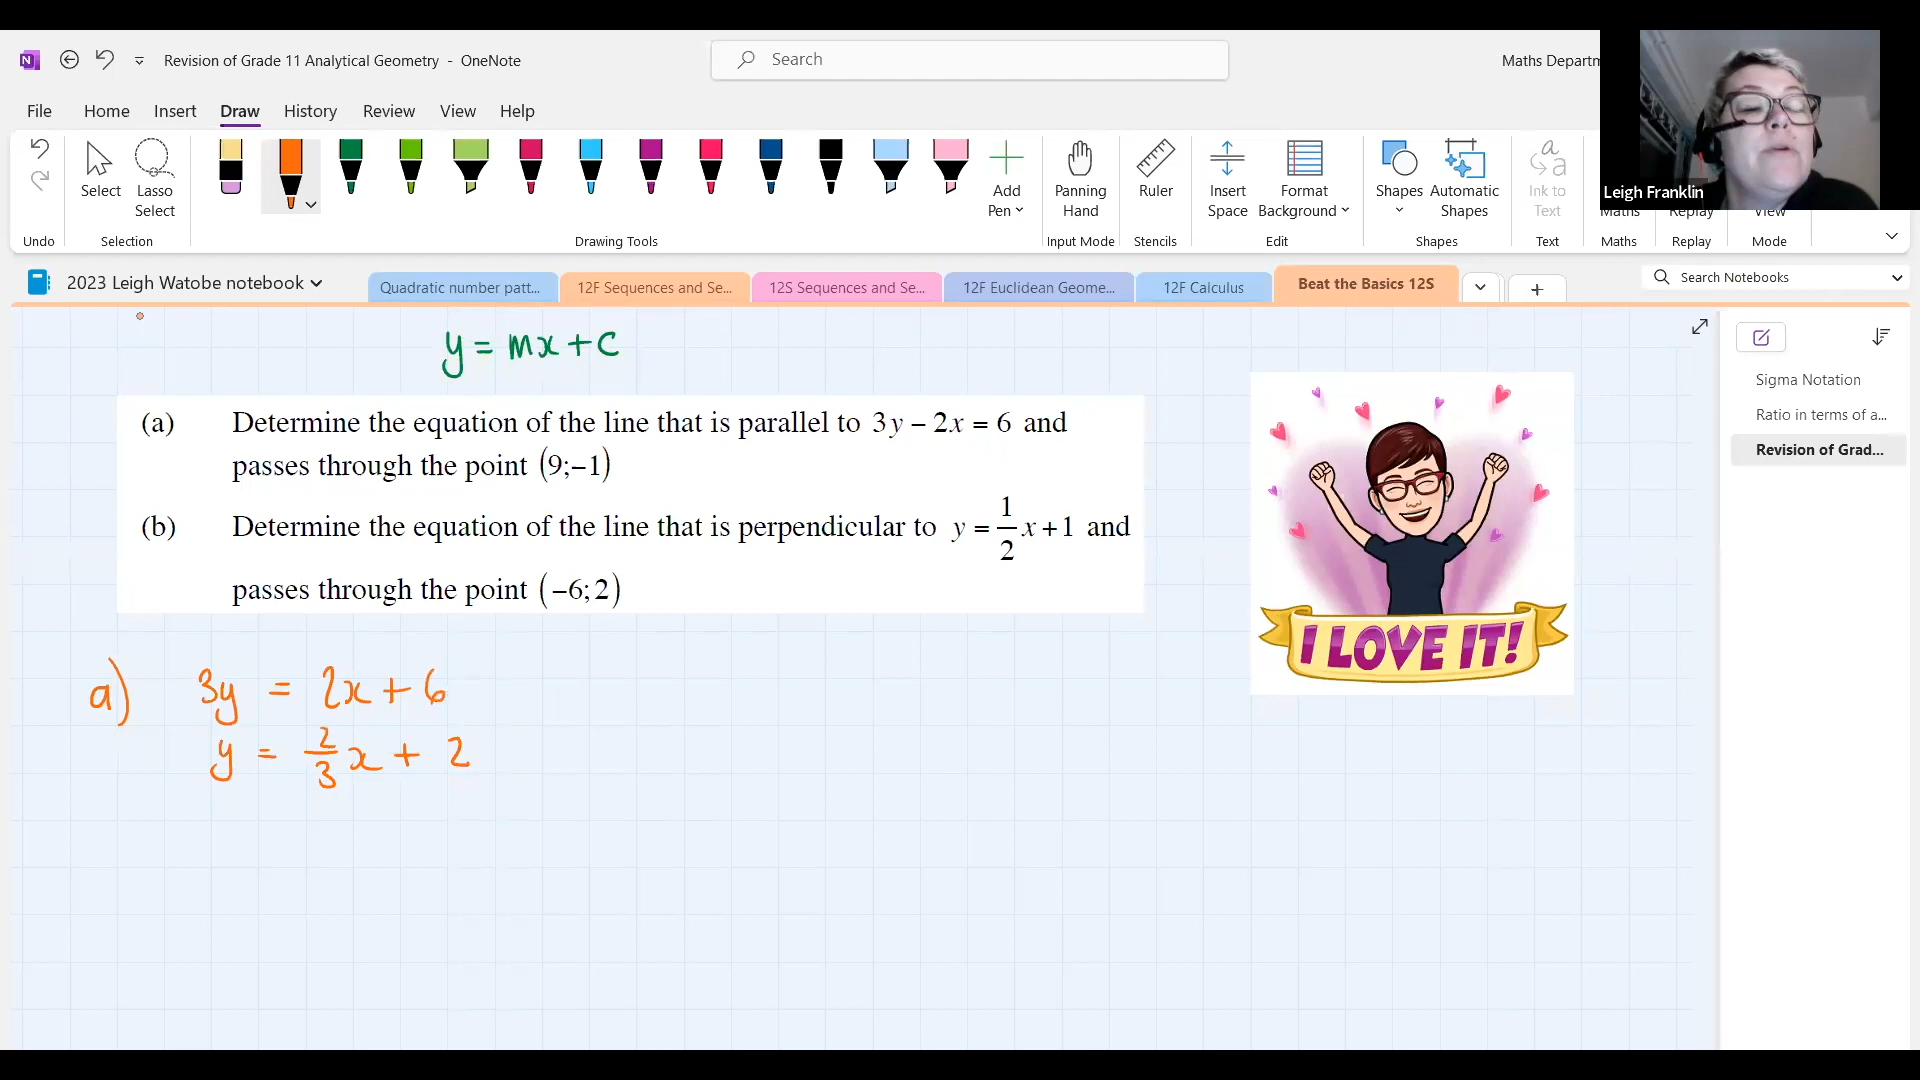 Revision of Grade 11 Analytical Geometry - OneNote
Search
Maths Departm
File Home Insert Draw History Review View Help
Leigh Franklin
Undo
Select
Lasso Select
Selection
Drawing Tools
Add Pen
Panning Hand
Input Mode
Ruler
Stencils
Insert Space
Format Background
Edit
Shapes
Automatic Shapes
Shapes
Ink to Text
Text
Maths
Maths
Replay
Replay
View
Mode
2023 Leigh Watobe notebook
Quadratic number patt...
12F Sequences and Se...
12S Sequences and Se...
12F Euclidean Geome...
12F Calculus
Beat the Basics 12S
Search Notebooks
Sigma Notation
Ratio in terms of a...
Revision of Grad...
y = mx + c
(a) Determine the equation of the line that is parallel to 3y − 2x = 6 and
passes through the point (9;−1)
(b) Determine the equation of the line that is perpendicular to y = 1/2 x + 1 and
passes through the point (−6; 2)
I LOVE IT!
a) 3y = 2x + 6
y = 2/3 x + 2